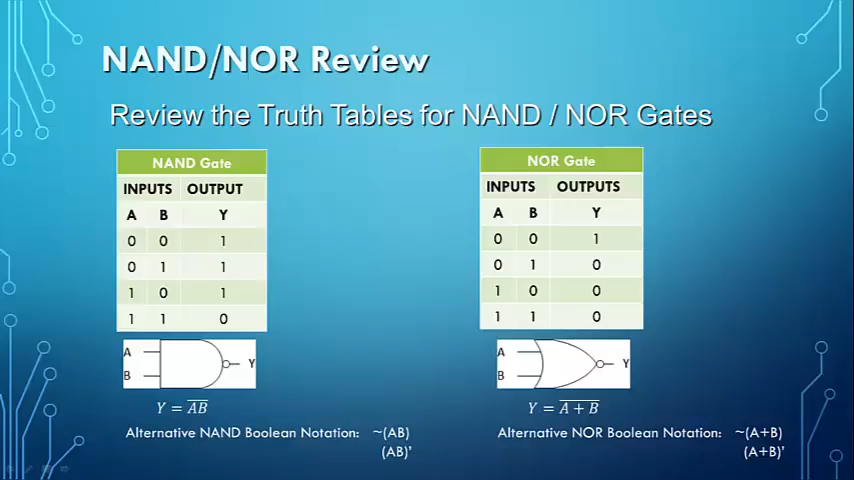 NAND/NOR Review
Review the Truth Tables for NAND / NOR Gates
NAND Gate
INPUTS OUTPUT
A B Y
0 0 1
0 1 1
1 0 1
1 1 0
A
B
Y
Y = \overline{AB}
Alternative NAND Boolean Notation: ~(AB)
(AB)'
NOR Gate
INPUTS OUTPUTS
A B Y
0 0 1
0 1 0
1 0 0
1 1 0
A
B
Y
Y = \overline{A + B}
Alternative NOR Boolean Notation: ~(A+B)
(A+B)'